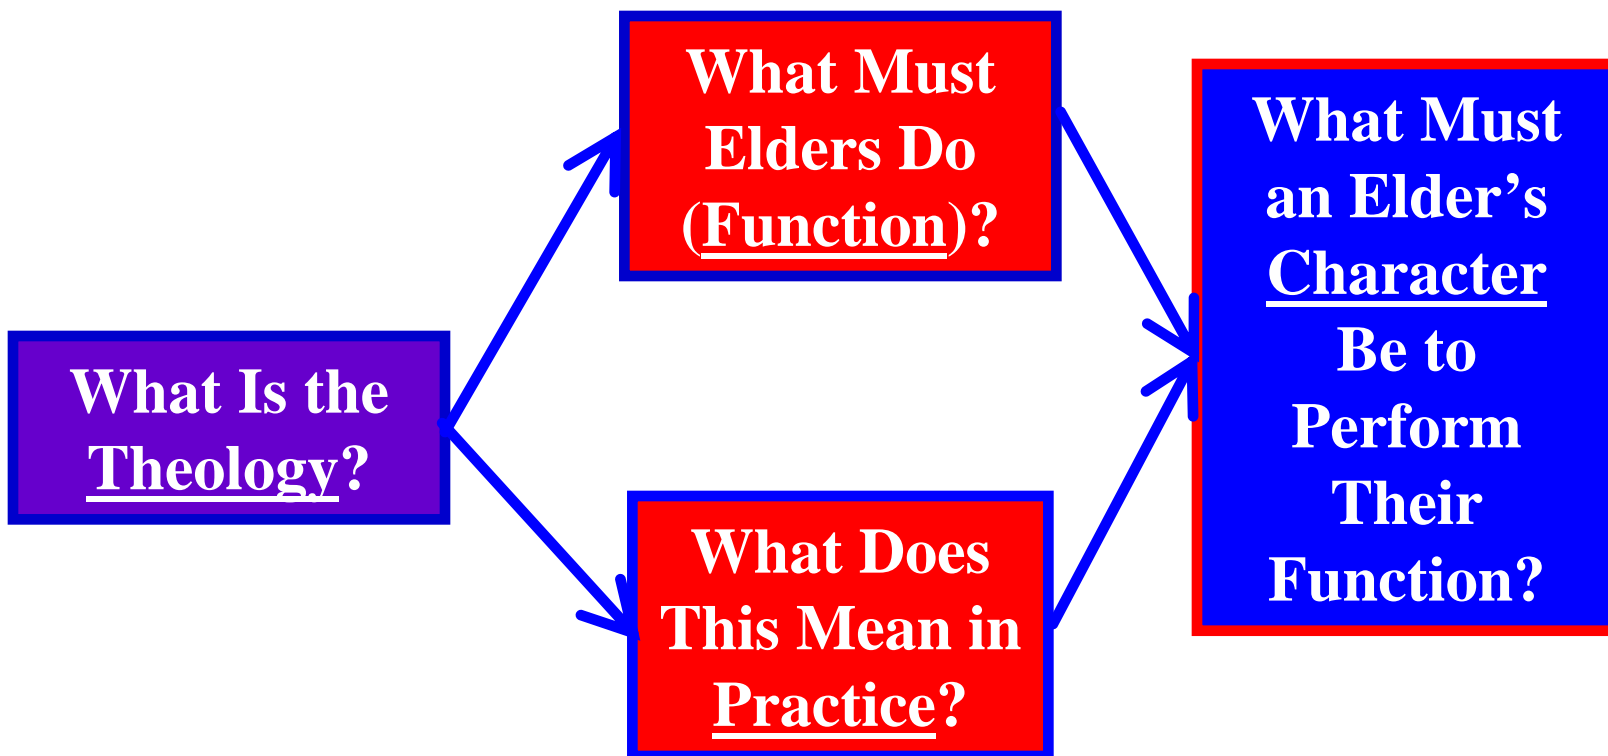 What Is the
Theology?
What Must
Elders Do
(Function)?
What Does
This Mean in
Practice?
What Must
an Elder’s
Character
Be to
Perform
Their
Function?